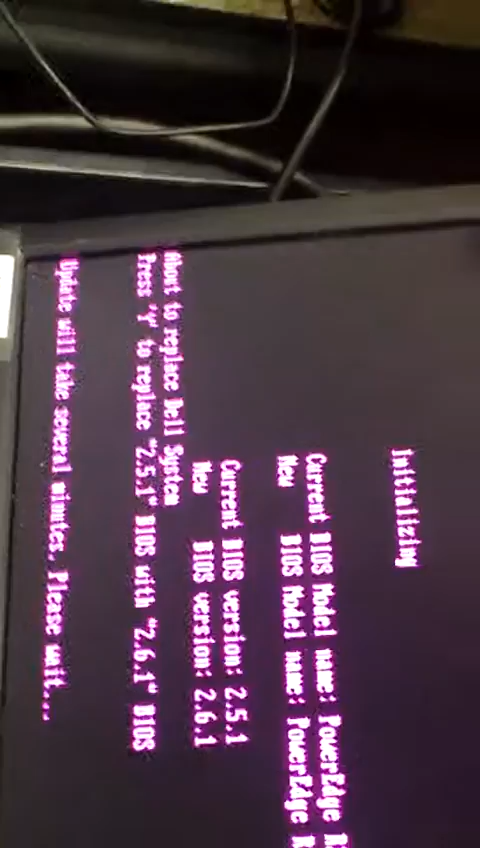 Initializing
Current BIOS Model name: PowerEdge
New BIOS Model name: PowerEdge
Current BIOS version: 2.5.1
New BIOS version: 2.6.1
About to replace Dell System
Press 'Y' to replace "2.5.1" BIOS with "2.6.1" BIOS
Update will take several minutes. Please wait...